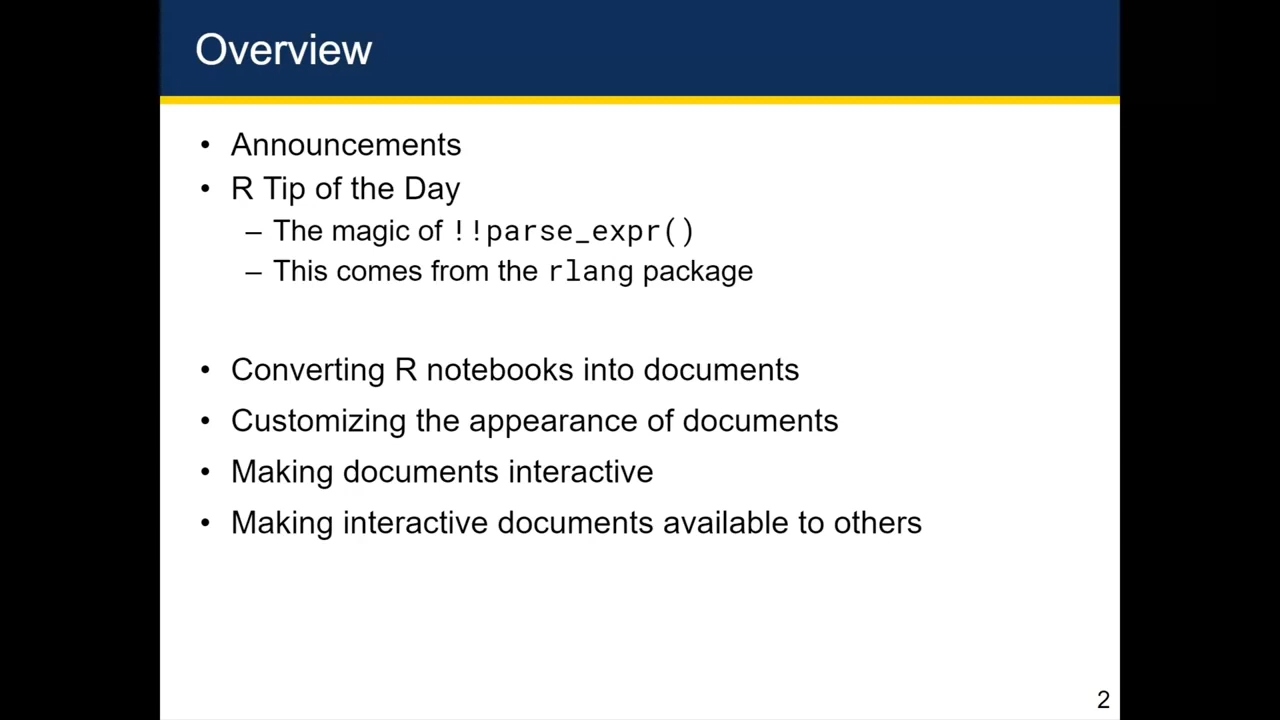 Overview
• Announcements
• R Tip of the Day
– The magic of !!parse_expr()
– This comes from the rlang package
• Converting R notebooks into documents
• Customizing the appearance of documents
• Making documents interactive
• Making interactive documents available to others
2